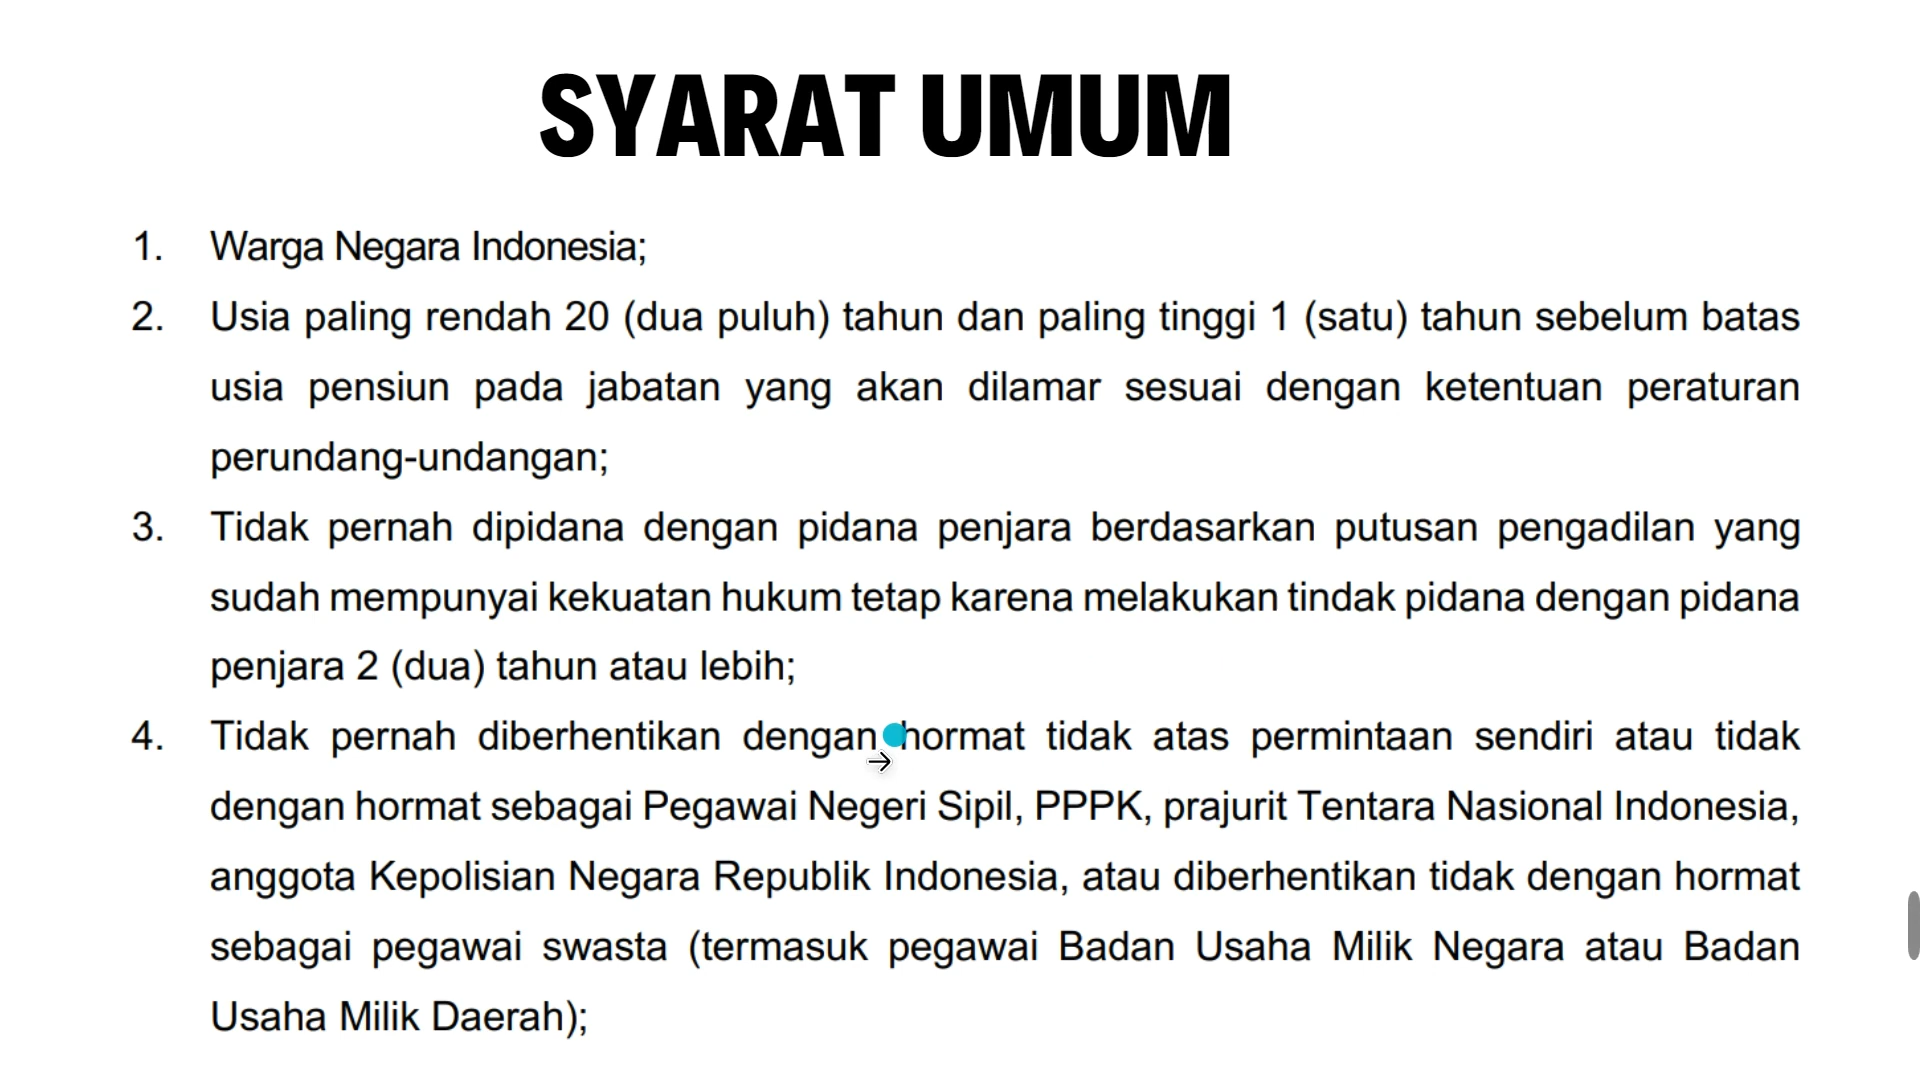 SYARAT UMUM
1. Warga Negara Indonesia;
2. Usia paling rendah 20 (dua puluh) tahun dan paling tinggi 1 (satu) tahun sebelum batas
usia pensiun pada jabatan yang akan dilamar sesuai dengan ketentuan peraturan
perundang-undangan;
3. Tidak pernah dipidana dengan pidana penjara berdasarkan putusan pengadilan yang
sudah mempunyai kekuatan hukum tetap karena melakukan tindak pidana dengan pidana
penjara 2 (dua) tahun atau lebih;
4. Tidak pernah diberhentikan dengan hormat tidak atas permintaan sendiri atau tidak
dengan hormat sebagai Pegawai Negeri Sipil, PPPK, prajurit Tentara Nasional Indonesia,
anggota Kepolisian Negara Republik Indonesia, atau diberhentikan tidak dengan hormat
sebagai pegawai swasta (termasuk pegawai Badan Usaha Milik Negara atau Badan
Usaha Milik Daerah);